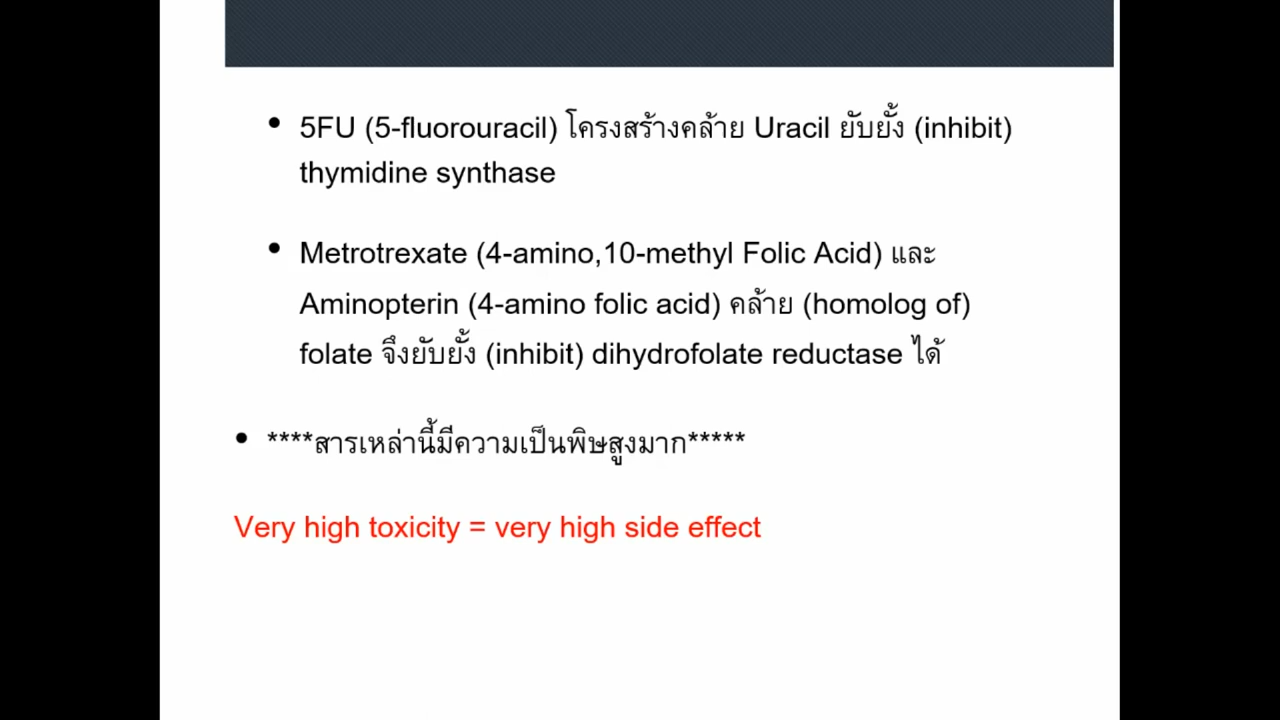 • 5FU (5-fluorouracil) โครงสร้างคล้าย Uracil ยับยั้ง (inhibit)
thymidine synthase
• Metrotrexate (4-amino,10-methyl Folic Acid) และ
Aminopterin (4-amino folic acid) คล้าย (homolog of)
folate จึงยับยั้ง (inhibit) dihydrofolate reductase ได้
• ****สารเหล่านี้มีความเป็นพิษสูงมาก*****
Very high toxicity = very high side effect